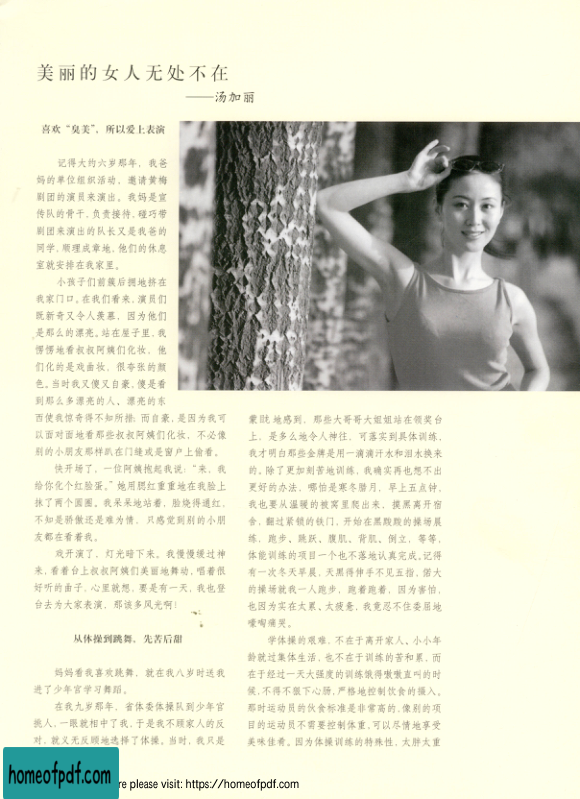 美丽的女人无处不在
——汤加丽
喜欢“臭美”，所以爱上表演
记得大约六岁那年，我爸
妈的单位组织活动，邀请黄梅
剧团的演员来演出。我妈是宣
传队的骨干，负责接待，碰巧带
剧团来演出的队长又是我爸的
同学，顺理成章地，他们的休息
室就安排在我家里。
小孩子们前簇后拥地挤在
我家门口。在我们看来，演员们
既新奇又令人羡慕，因为他们
是那么的漂亮。站在屋子里，我
愣愣地看叔叔阿姨们化妆，他
们化的是戏曲妆，很夸张的颜
色。当时我又傻又自豪，傻是看
到那么多漂亮的人。漂亮的东
西使我惊奇得不知所措；而自豪，是因为我可
以面对面地看那些叔叔阿姨们化妆，不必像
别的小朋友那样趴在门缝或是窗户上偷看。
快开场了，一位阿姨抱起我说：“来，我
给你化个红脸蛋。”她用胭红重重地在我脸上
抹了两个圆圈。我呆呆地站着，脸烧得通红，
不知是骄傲还是难为情，只感觉到别的小朋
友都在看着我。
戏开演了，灯光暗下来。我慢慢缓过神
来，看着台上叔叔阿姨们美丽地舞动，唱着很
好听的曲子，心里就想，要是有一天，我也登
台去为大家表演，那该多风光啊！
从体操到跳舞，先苦后甜
妈妈看我喜欢跳舞，就在我八岁时送我
进了少年宫学习舞蹈。
在我九岁那年，省体委体操队到少年宫
挑人，一眼就相中了我，于是我不顾家人的反
对，就义无反顾地选择了体操。当时，我只是
蒙眬地感到，那些大哥哥大姐姐站在领奖台
上，是多么地令人神往，可落实到具体训练，
我才明白那些金牌是用一滴滴汗水和泪水换来
的。除了更加刻苦地训练，我确实再也想不出
更好的办法，哪怕是寒冬腊月，早上五点钟，
我也要从温暖的被窝里爬出来，摸黑离开宿
舍，翻过紧锁的铁门，开始在黑黢黢的操场晨
练，跑步、跳跃、腹肌、背肌、倒立，等等，
体能训练的项目一个也不落地认真完成。记得
有一次冬天早晨，天黑得伸手不见五指，偌大
的操场就我一人跑步，跑着跑着，因为害怕，
也因为实在太累、太疲惫，我竟忍不住委屈地
嚎啕痛哭。
学体操的艰难，不在于离开家人。小小年
龄就过集体生活，也不在于训练的苦和累，而
在于经过一天大强度的训练饿得嗷嗷直叫的时
候，不得不狠下心肠，严格地控制饮食的摄入。
那时运动员的伙食标准是非常高的，像别的项
目的运动员不需要控制体重，可以尽情地享受
美味佳肴。因为体操训练的特殊性，太胖太重
homeofpdf.com
re please visit: https://homeofpdf.com